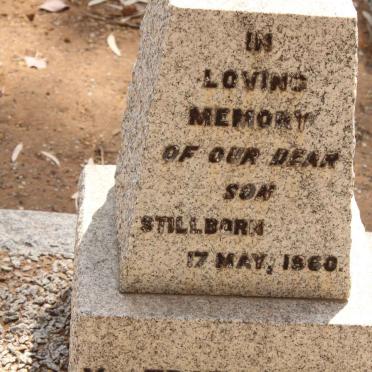 IN
LOVING
MEMORY
OF OUR DEAR
SON
STILLBORN
17 MAY, 1960.